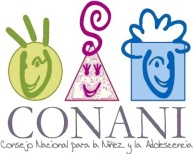 CONANI
Consejo Nacional para la Niñez y la Adolescencia